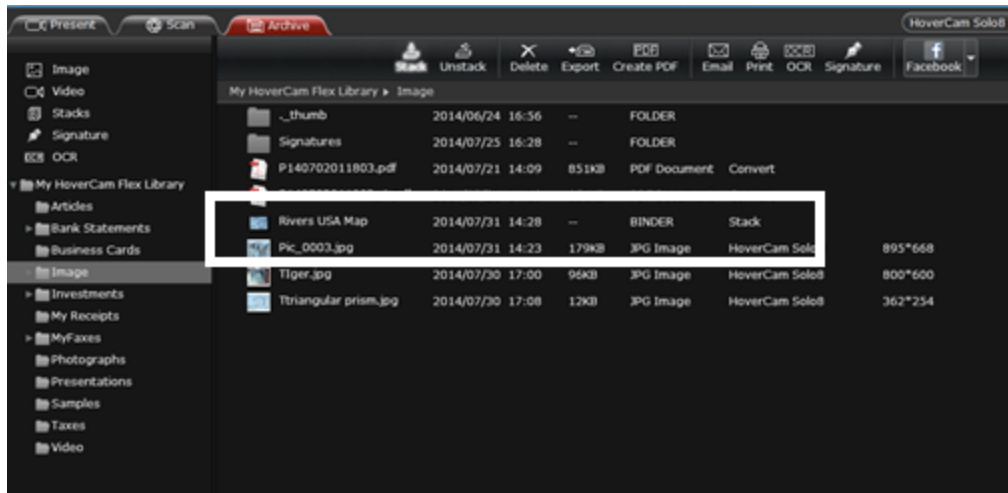 Present Scan Archive HoverCam Solo8
Stack Unstack Delete Export Create PDF Email Print OCR Signature Facebook
Image
Video
Stacks
Signature
OCR OCR
My HoverCam Flex Library
Articles
Bank Statements
Business Cards
Image
Investments
My Receipts
MyFaxes
Photographs
Presentations
Samples
Taxes
Video
My HoverCam Flex Library ▸ Image
._thumb 2014/06/24 16:56 -- FOLDER
Signatures 2014/07/25 16:28 -- FOLDER
P140702011803.pdf 2014/07/21 14:09 851KB PDF Document Convert
Rivers USA Map 2014/07/31 14:28 -- BINDER Stack
Pic_0003.jpg 2014/07/31 14:23 179KB JPG Image HoverCam Solo 895*668
TIger.jpg 2014/07/30 17:00 96KB JPG Image HoverCam Solo8 800*600
Ttriangular prism.jpg 2014/07/30 17:08 12KB JPG Image HoverCam Solo8 362*254